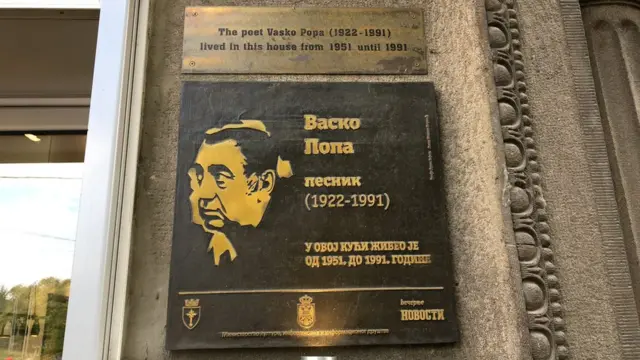 The poet Vasko Popa (1922-1991)
lived in this house from 1951 until 1991
Васко
Попа
песник
(1922-1991)
У ОВОЈ КУЋИ ЖИВЕО ЈЕ
ОД 1951. ДО 1991. ГОДИНЕ
Вечерње
НОВОСТИ